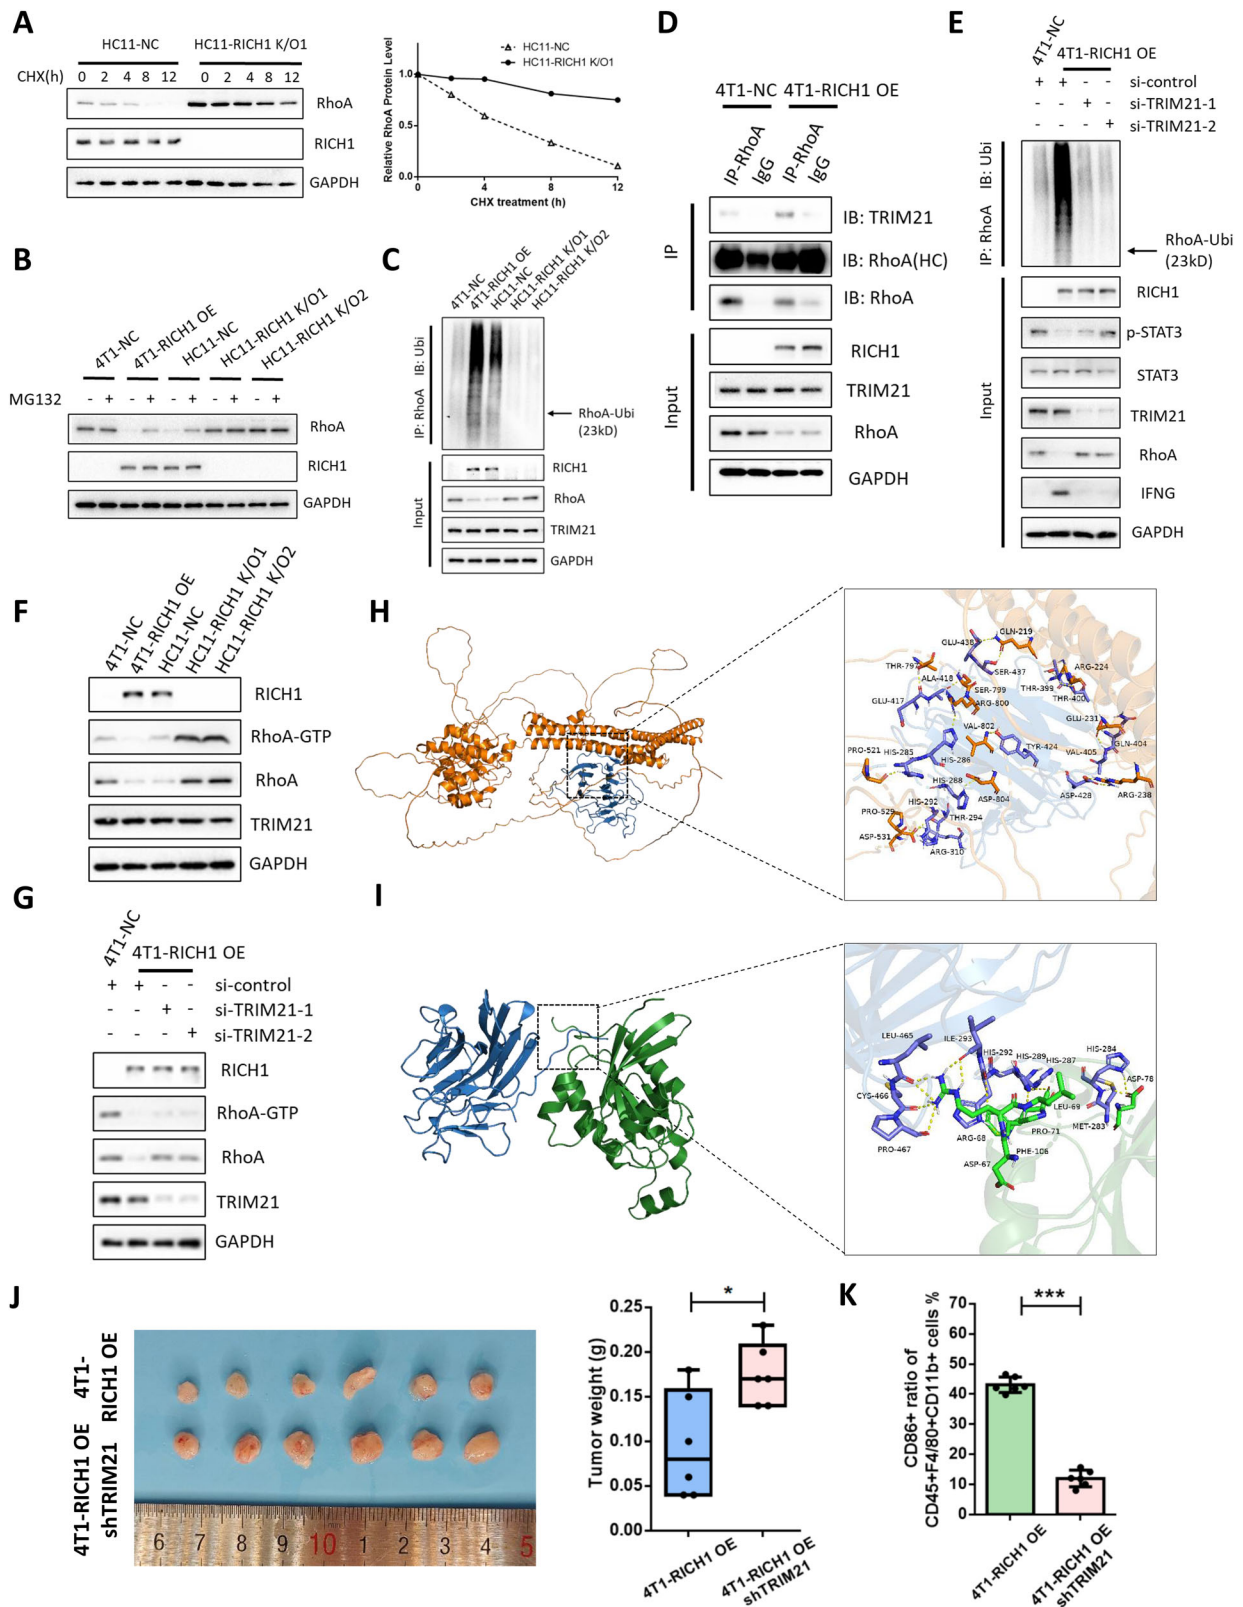 A
HC11-NC
HC11-RICH1 K/O1
CHX(h)
0 2 4 8 12 0 2 4 8 12
RhoA
RICH1
GAPDH
HC11-NC
HC11-RICH1 K/O1
Relative RhoA Protein Level
1.0
0.5
0.0
0 4 8 12
CHX treatment (h)
B
4T1-NC
4T1-RICH1 OE
HC11-NC
HC11-RICH1 K/O1
HC11-RICH1 K/O2
MG132
- + - + - + - + - +
RhoA
RICH1
GAPDH
C
4T1-NC
4T1-RICH1 OE
HC11-NC
HC11-RICH1 K/O1
HC11-RICH1 K/O2
IP: RhoA IB: Ubi
RhoA-Ubi
(23kD)
Input
RICH1
RhoA
TRIM21
GAPDH
D
4T1-NC
4T1-RICH1 OE
IP-RhoA
IgG
IP-RhoA
IgG
IP
IB: TRIM21
IB: RhoA(HC)
IB: RhoA
Input
RICH1
TRIM21
RhoA
GAPDH
E
4T1-NC
4T1-RICH1 OE
+ + - - si-control
- - + - si-TRIM21-1
- - - + si-TRIM21-2
IP: RhoA IB: Ubi
RhoA-Ubi
(23kD)
Input
RICH1
p-STAT3
STAT3
TRIM21
RhoA
IFNG
GAPDH
F
4T1-NC
4T1-RICH1 OE
HC11-NC
HC11-RICH1 K/O1
HC11-RICH1 K/O2
RICH1
RhoA-GTP
RhoA
TRIM21
GAPDH
G
4T1-NC
4T1-RICH1 OE
+ + - - si-control
- - + - si-TRIM21-1
- - - + si-TRIM21-2
RICH1
RhoA-GTP
RhoA
TRIM21
GAPDH
H
GLN-219
GLU-438
THR-797
SER-437
ARG-224
ALA-418
THR-399
SER-799
THR-400
GLU-417
ARG-800
GLU-231
VAL-802
GLN-404
TYR-424
VAL-405
PRO-521
HIS-285
HIS-286
HIS-288
ASP-804
ASP-428
ARG-238
HIS-292
PRO-529
THR-294
ASP-531
ARG-310
I
LEU-465
ILE-293
HIS-292
HIS-289
HIS-287
HIS-284
ASP-78
CYS-466
LEU-69
MET-283
ARG-68
PRO-71
PRO-467
PHE-106
ASP-67
J
4T1-
RICH1 OE
4T1-RICH1 OE
shTRIM21
6 7 8 9 10 1 2 3 4 5
Tumor weight (g)
0.25
0.20
0.15
0.10
0.05
0.00
*
4T1-RICH1 OE
4T1-RICH1 OE
shTRIM21
K
CD86+ ratio of
CD45+F4/80+CD11b+ cells %
70
60
50
40
30
20
10
0
***
4T1-RICH1 OE
4T1-RICH1 OE
shTRIM21